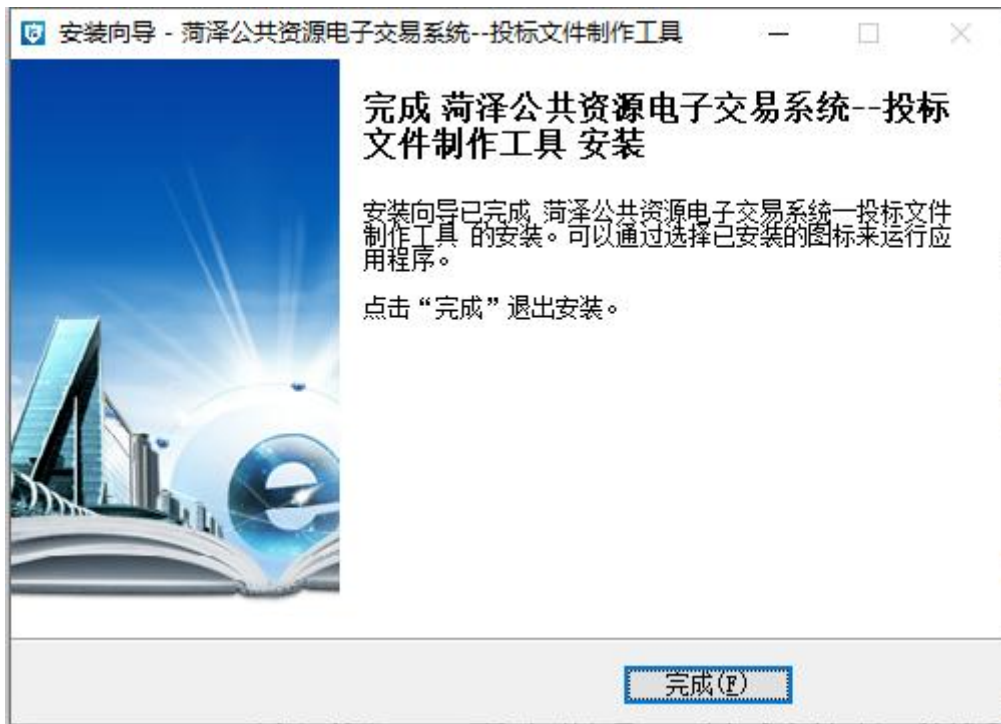 安装向导 - 菏泽公共资源电子交易系统--投标文件制作工具
完成 菏泽公共资源电子交易系统--投标
文件制作工具 安装
安装向导已完成 菏泽公共资源电子交易系统—投标文件
制作工具 的安装。可以通过选择已安装的图标来运行应
用程序。
点击“完成”退出安装。
完成(F)